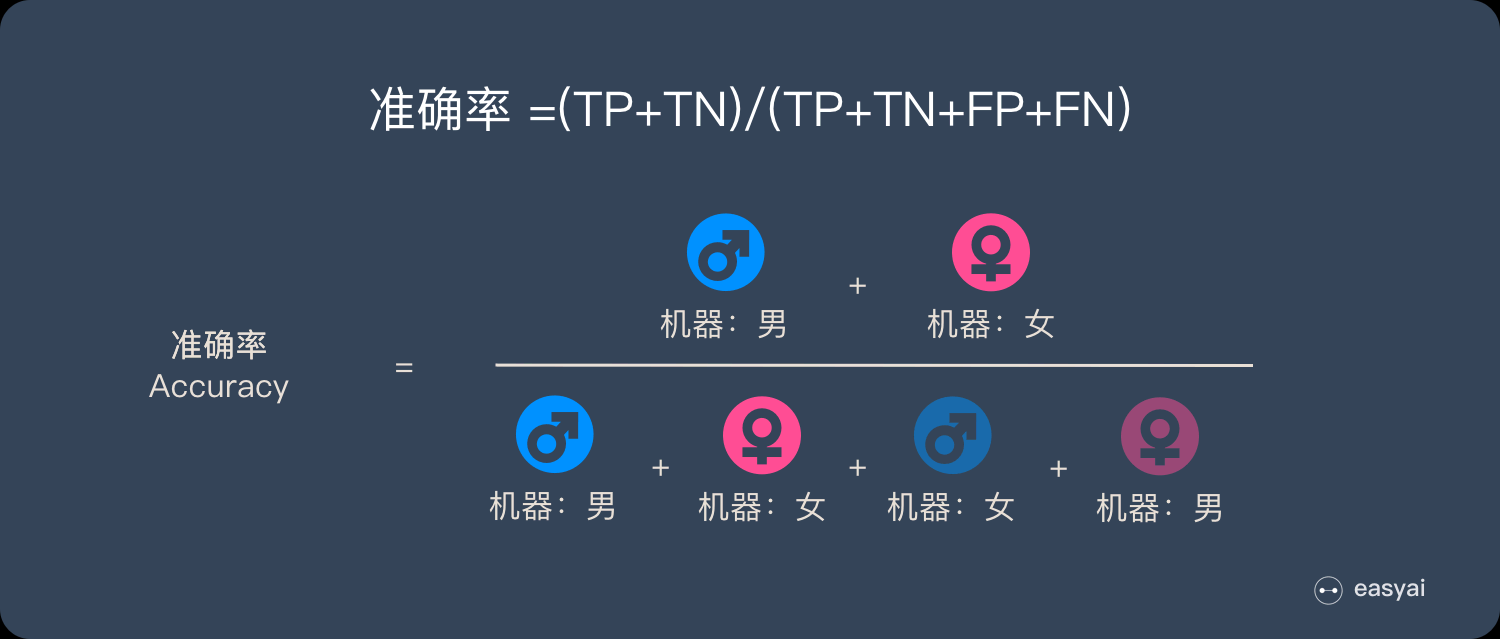 准确率 =(TP+TN)/(TP+TN+FP+FN)
机器：男 + 机器：女
准确率
Accuracy
=
机器：男 + 机器：女 + 机器：女 + 机器：男
easyai